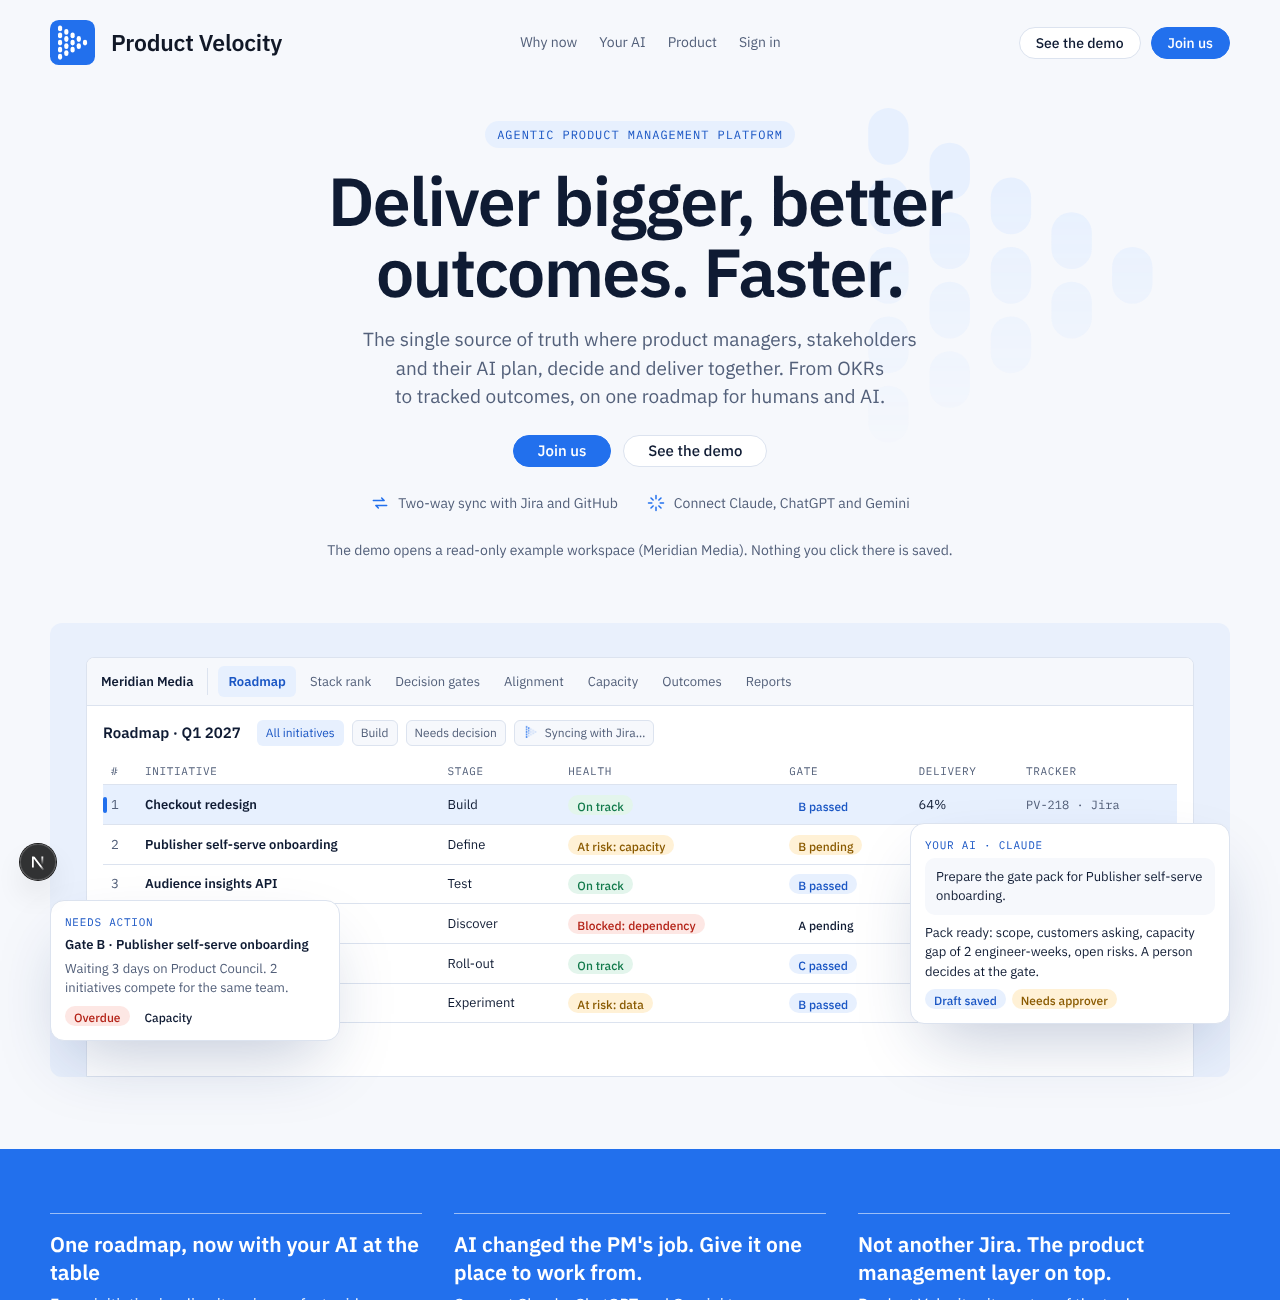 Product Velocity
Why now
Your AI
Product
Sign in
See the demo
Join us
AGENTIC PRODUCT MANAGEMENT PLATFORM
Deliver bigger, better
outcomes. Faster.
The single source of truth where product managers, stakeholders
and their AI plan, decide and deliver together. From OKRs
to tracked outcomes, on one roadmap for humans and AI.
Join us
See the demo
Two-way sync with Jira and GitHub
Connect Claude, ChatGPT and Gemini
The demo opens a read-only example workspace (Meridian Media). Nothing you click there is saved.
Meridian Media
Roadmap
Stack rank
Decision gates
Alignment
Capacity
Outcomes
Reports
Roadmap · Q1 2027
All initiatives
Build
Needs decision
Syncing with Jira...
# INITIATIVE STAGE HEALTH GATE DELIVERY TRACKER
1 Checkout redesign Build On track B passed 64% PV-218 · Jira
2 Publisher self-serve onboarding Define At risk: capacity B pending
3 Audience insights API Test On track B passed
Discover Blocked: dependency A pending
Roll-out On track C passed
Experiment At risk: data B passed
NEEDS ACTION
Gate B · Publisher self-serve onboarding
Waiting 3 days on Product Council. 2
initiatives compete for the same team.
Overdue
Capacity
YOUR AI · CLAUDE
Prepare the gate pack for Publisher self-serve
onboarding.
Pack ready: scope, customers asking, capacity
gap of 2 engineer-weeks, open risks. A person
decides at the gate.
Draft saved
Needs approver
N
One roadmap, now with your AI at the
table
AI changed the PM's job. Give it one
place to work from.
Not another Jira. The product
management layer on top.